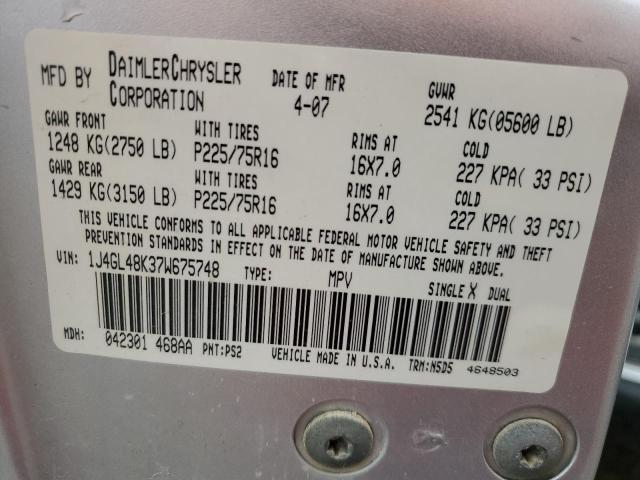 MFD BY DAIMLERCHRYSLER CORPORATION DATE OF MFR 4-07 GVWR 2541 KG(05600 LB)
GAWR FRONT WITH TIRES RIMS AT COLD
1248 KG(2750 LB) P225/75R16 16X7.0 227 KPA( 33 PSI)
GAWR REAR WITH TIRES RIMS AT COLD
1429 KG(3150 LB) P225/75R16 16X7.0 227 KPA( 33 PSI)
THIS VEHICLE CONFORMS TO ALL APPLICABLE FEDERAL MOTOR VEHICLE SAFETY AND THEFT
PREVENTION STANDARDS IN EFFECT ON THE DATE OF MANUFACTURE SHOWN ABOVE.
VIN: 1J4GL48K37W675748 TYPE: MPV SINGLE X DUAL
MDH: 042301 468AA PNT:PS2 VEHICLE MADE IN U.S.A. TRM:N5D5 4648503